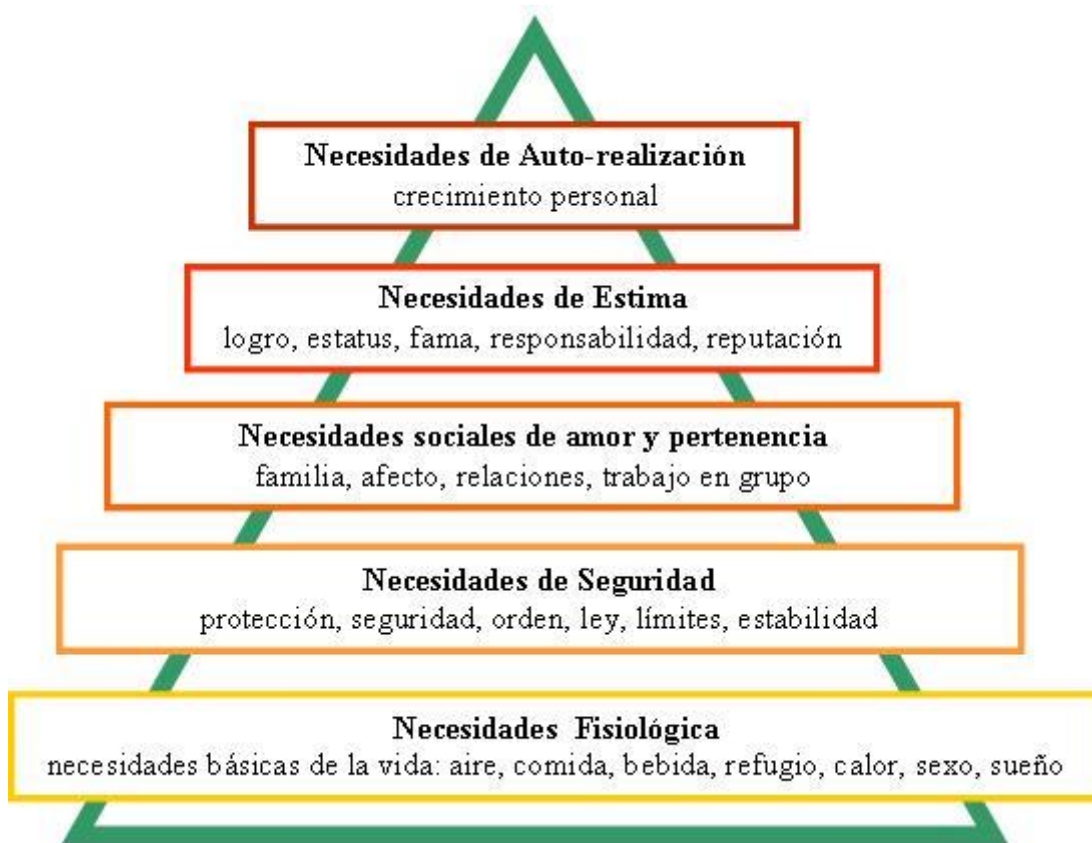 Necesidades de Auto-realización
crecimiento personal
Necesidades de Estima
logro, estatus, fama, responsabilidad, reputación
Necesidades sociales de amor y pertenencia
familia, afecto, relaciones, trabajo en grupo
Necesidades de Seguridad
protección, seguridad, orden, ley, límites, estabilidad
Necesidades Fisiológica
necesidades básicas de la vida: aire, comida, bebida, refugio, calor, sexo, sueño